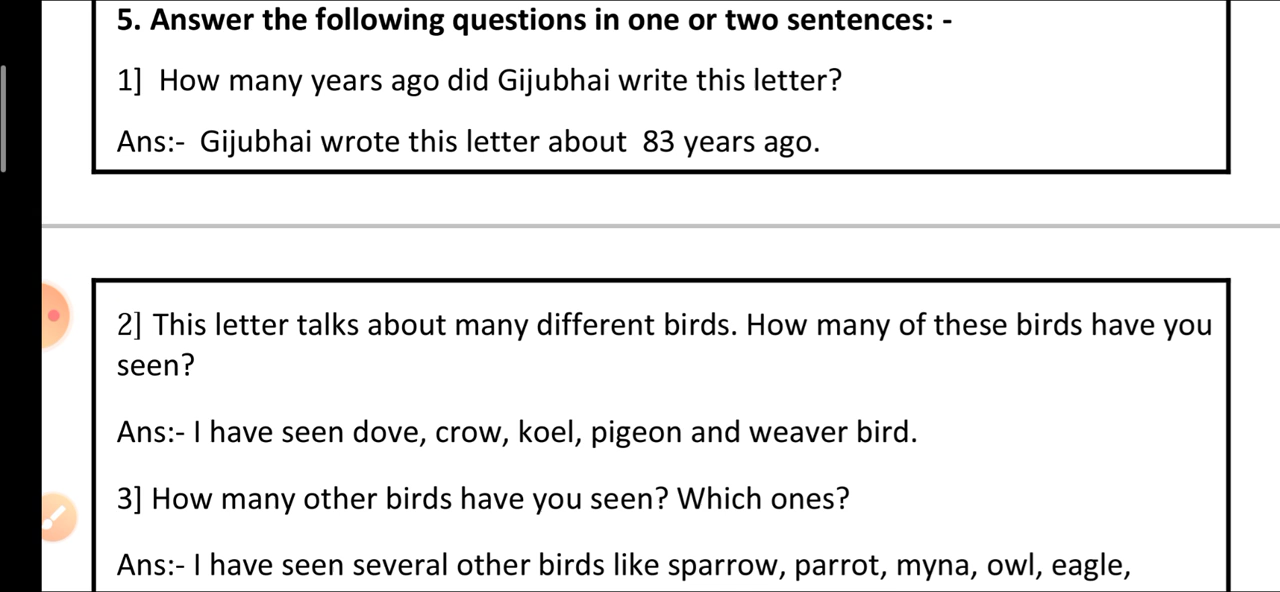 5. Answer the following questions in one or two sentences: -
1]  How many years ago did Gijubhai write this letter?
Ans:-  Gijubhai wrote this letter about  83 years ago.
2] This letter talks about many different birds. How many of these birds have you
seen?
Ans:- I have seen dove, crow, koel, pigeon and weaver bird.
3] How many other birds have you seen? Which ones?
Ans:- I have seen several other birds like sparrow, parrot, myna, owl, eagle,